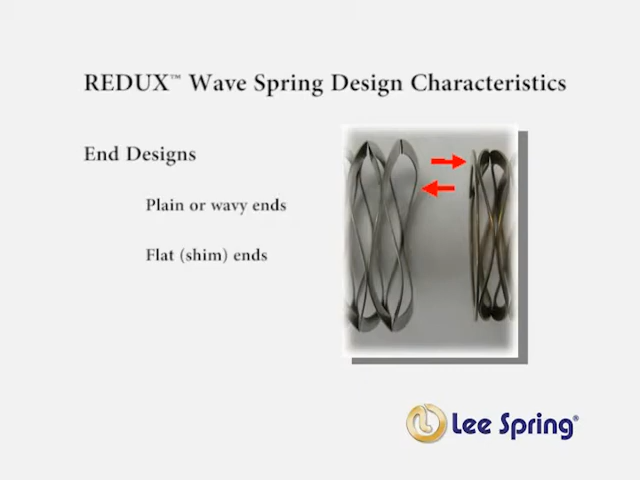 REDUX™ Wave Spring Design Characteristics
End Designs
Plain or wavy ends
Flat (shim) ends
Lee Spring®